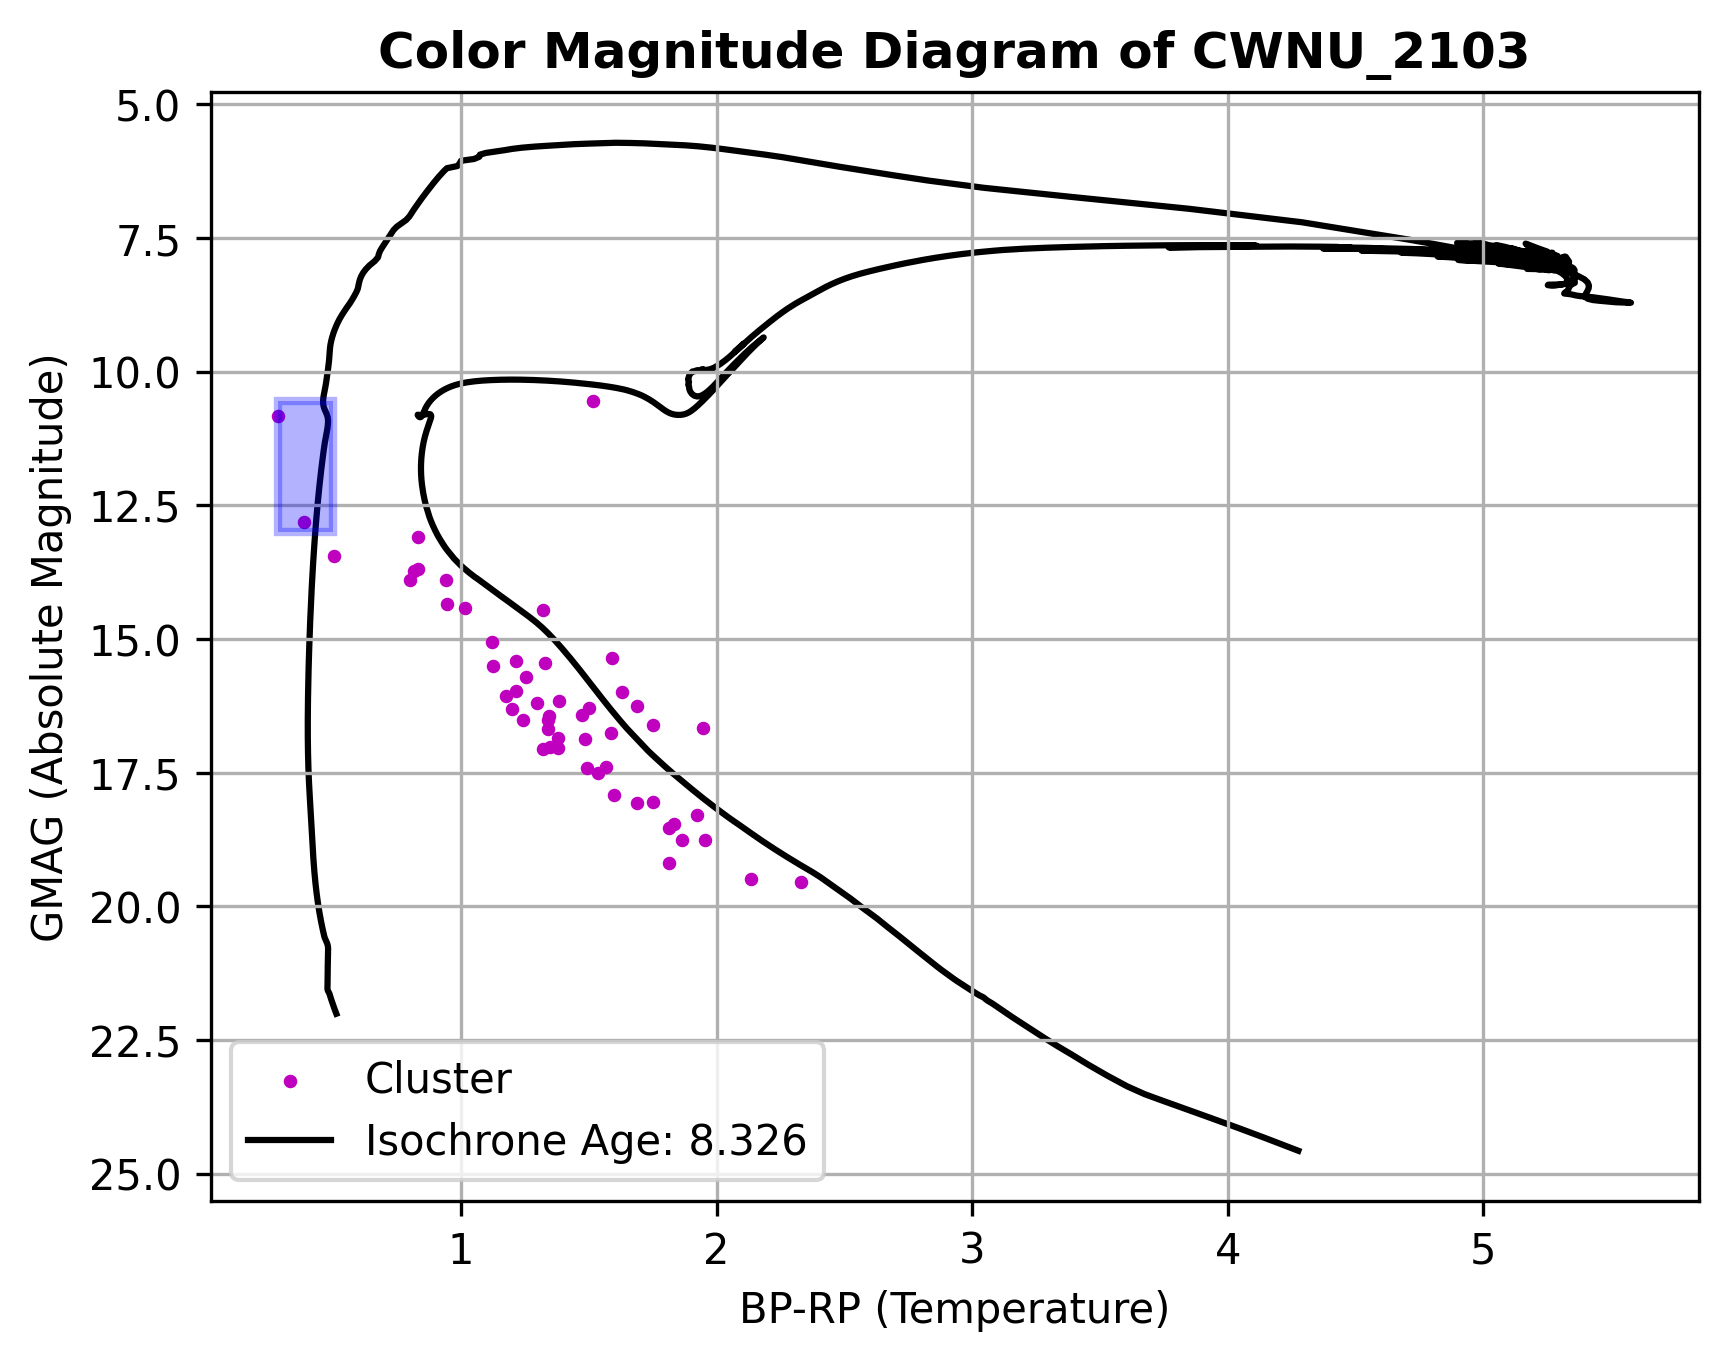 Color Magnitude Diagram of CWNU_2103
GMAG (Absolute Magnitude)
5.0
7.5
10.0
12.5
15.0
17.5
20.0
22.5
25.0
Cluster
Isochrone Age: 8.326
1 2 3 4 5
BP-RP (Temperature)